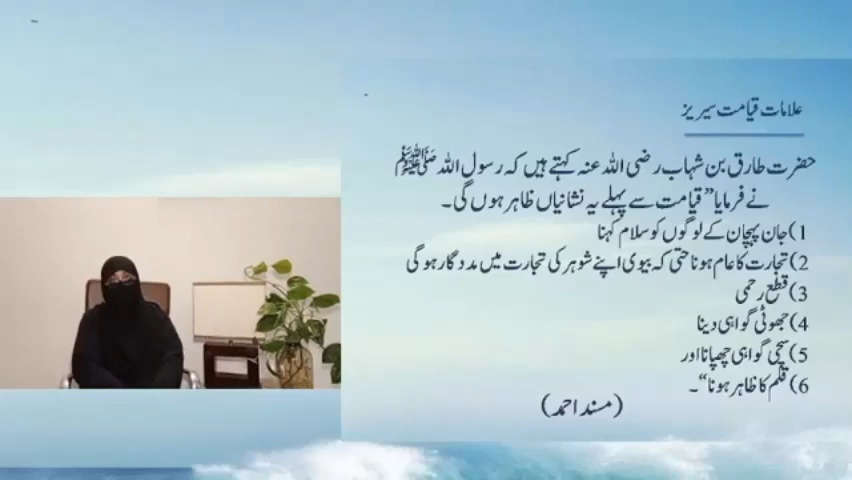 علامات قیامت سیریز
حضرت طارق بن شہاب رضی اللہ عنہ کہتے ہیں کہ رسول اللہ ﷺ
نے فرمایا ”قیامت سے پہلے یہ نشانیاں ظاہر ہوں گی۔
1) جان پہچان کے لوگوں کو سلام کہنا
2) تجارت کا عام ہونا حتی کہ بیوی اپنے شوہر کی تجارت میں مددگار ہوگی
3) قطع رحمی
4) جھوٹی گواہی دینا
5) سچی گواہی چھپانا اور
6) قلم کا ظاہر ہونا“۔
(مسند احمد)